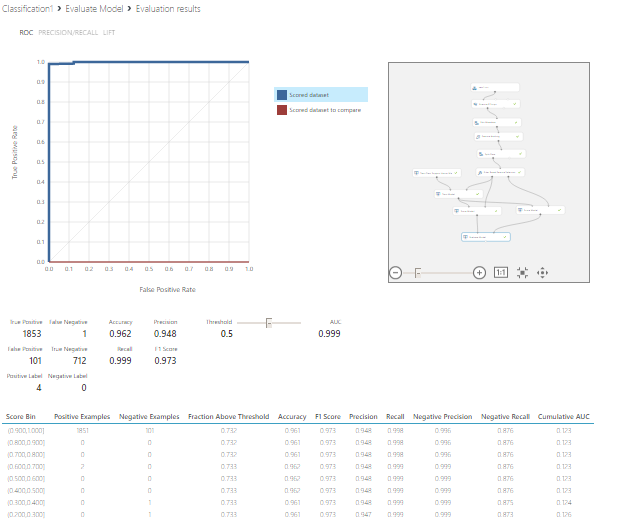 Classification1 > Evaluate Model > Evaluation results
ROC PRECISION/RECALL LIFT
Scored dataset
Scored dataset to compare
True Positive Rate
1.0
0.9
0.8
0.7
0.6
0.5
0.4
0.3
0.2
0.1
0.0
0.0 0.1 0.2 0.3 0.4 0.5 0.6 0.7 0.8 0.9 1.0
False Positive Rate
1:1
True Positive False Negative Accuracy Precision Threshold AUC
1853 1 0.962 0.948 0.5 0.999
False Positive True Negative Recall F1 Score
101 712 0.999 0.973
Positive Label Negative Label
4 0
Score Bin Positive Examples Negative Examples Fraction Above Threshold Accuracy F1 Score Precision Recall Negative Precision Negative Recall Cumulative AUC
(0.900,1.000] 1851 101 0.732 0.961 0.973 0.948 0.998 0.996 0.876 0.123
(0.800,0.900] 0 0 0.732 0.961 0.973 0.948 0.998 0.996 0.876 0.123
(0.700,0.800] 0 0 0.732 0.961 0.973 0.948 0.998 0.996 0.876 0.123
(0.600,0.700] 2 0 0.733 0.962 0.973 0.948 0.999 0.999 0.876 0.123
(0.500,0.600] 0 0 0.733 0.962 0.973 0.948 0.999 0.999 0.876 0.123
(0.400,0.500] 0 0 0.733 0.962 0.973 0.948 0.999 0.999 0.876 0.123
(0.300,0.400] 0 1 0.733 0.961 0.973 0.948 0.999 0.999 0.875 0.124
(0.200,0.300] 0 1 0.733 0.961 0.973 0.947 0.999 0.999 0.873 0.126